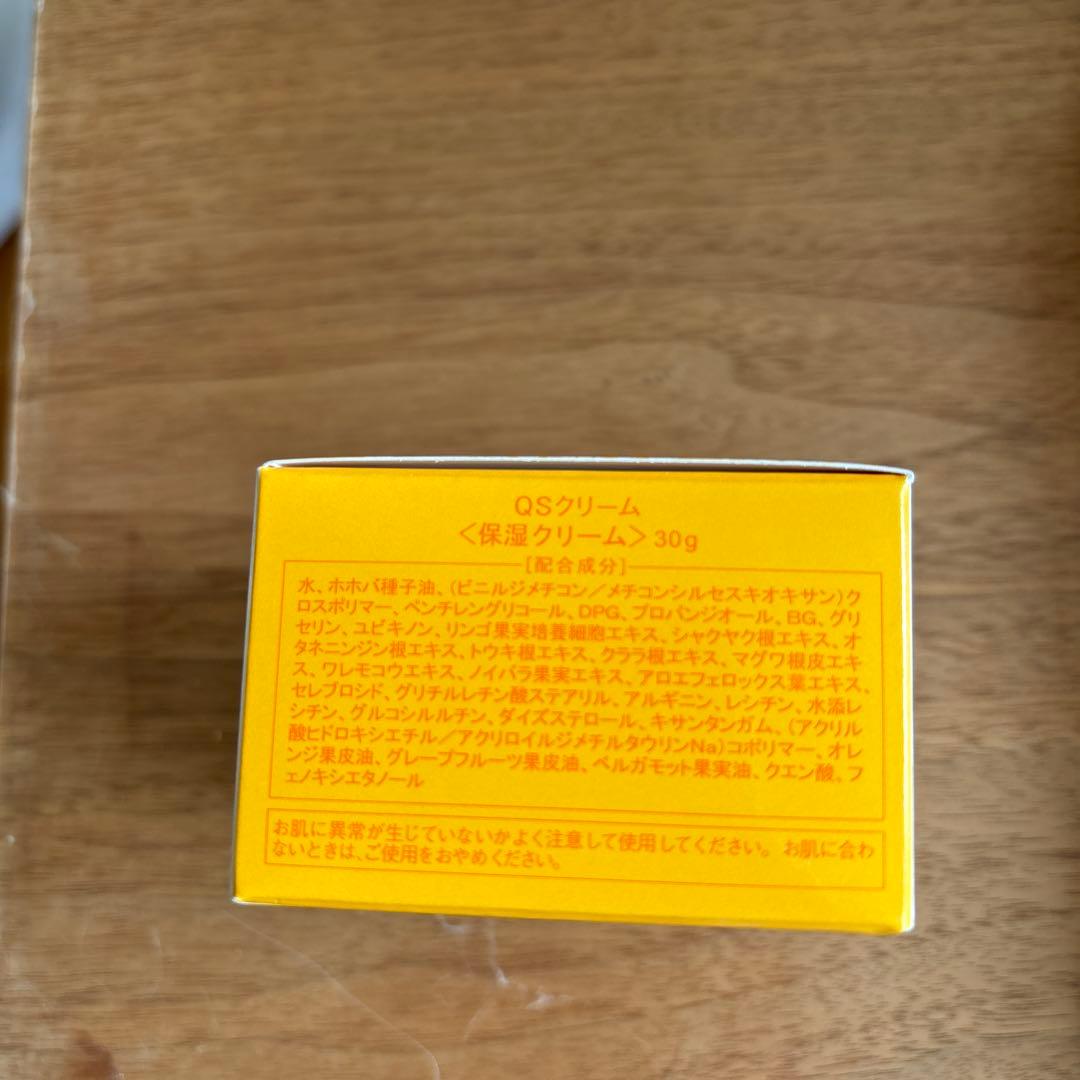 QSクリーム
<保湿クリーム> 30g
[配合成分]
水、ホホバ種子油、(ビニルジメチコン/メチコンシルセスキオキサン)ク
ロスポリマー、ペンチレングリコール、DPG、プロパンジオール、BG、グリ
セリン、ユビキノン、リンゴ果実培養細胞エキス、シャクヤク根エキス、オ
タネニンジン根エキス、トウキ根エキス、クララ根エキス、マグワ根皮エキ
ス、ワレモコウエキス、ノイバラ果実エキス、アロエフェロックス葉エキス、
セレブロシド、グリチルレチン酸ステアリル、アルギニン、レシチン、水添レ
シチン、グルコシルルチン、ダイズステロール、キサンタンガム、(アクリル
酸ヒドロキシエチル/アクリロイルジメチルタウリンNa)コポリマー、オレ
ンジ果皮油、グレープフルーツ果皮油、ベルガモット果実油、クエン酸、フ
ェノキシエタノール
お肌に異常が生じていないかよく注意して使用してください。お肌に合わ
ないときは、ご使用をおやめください。